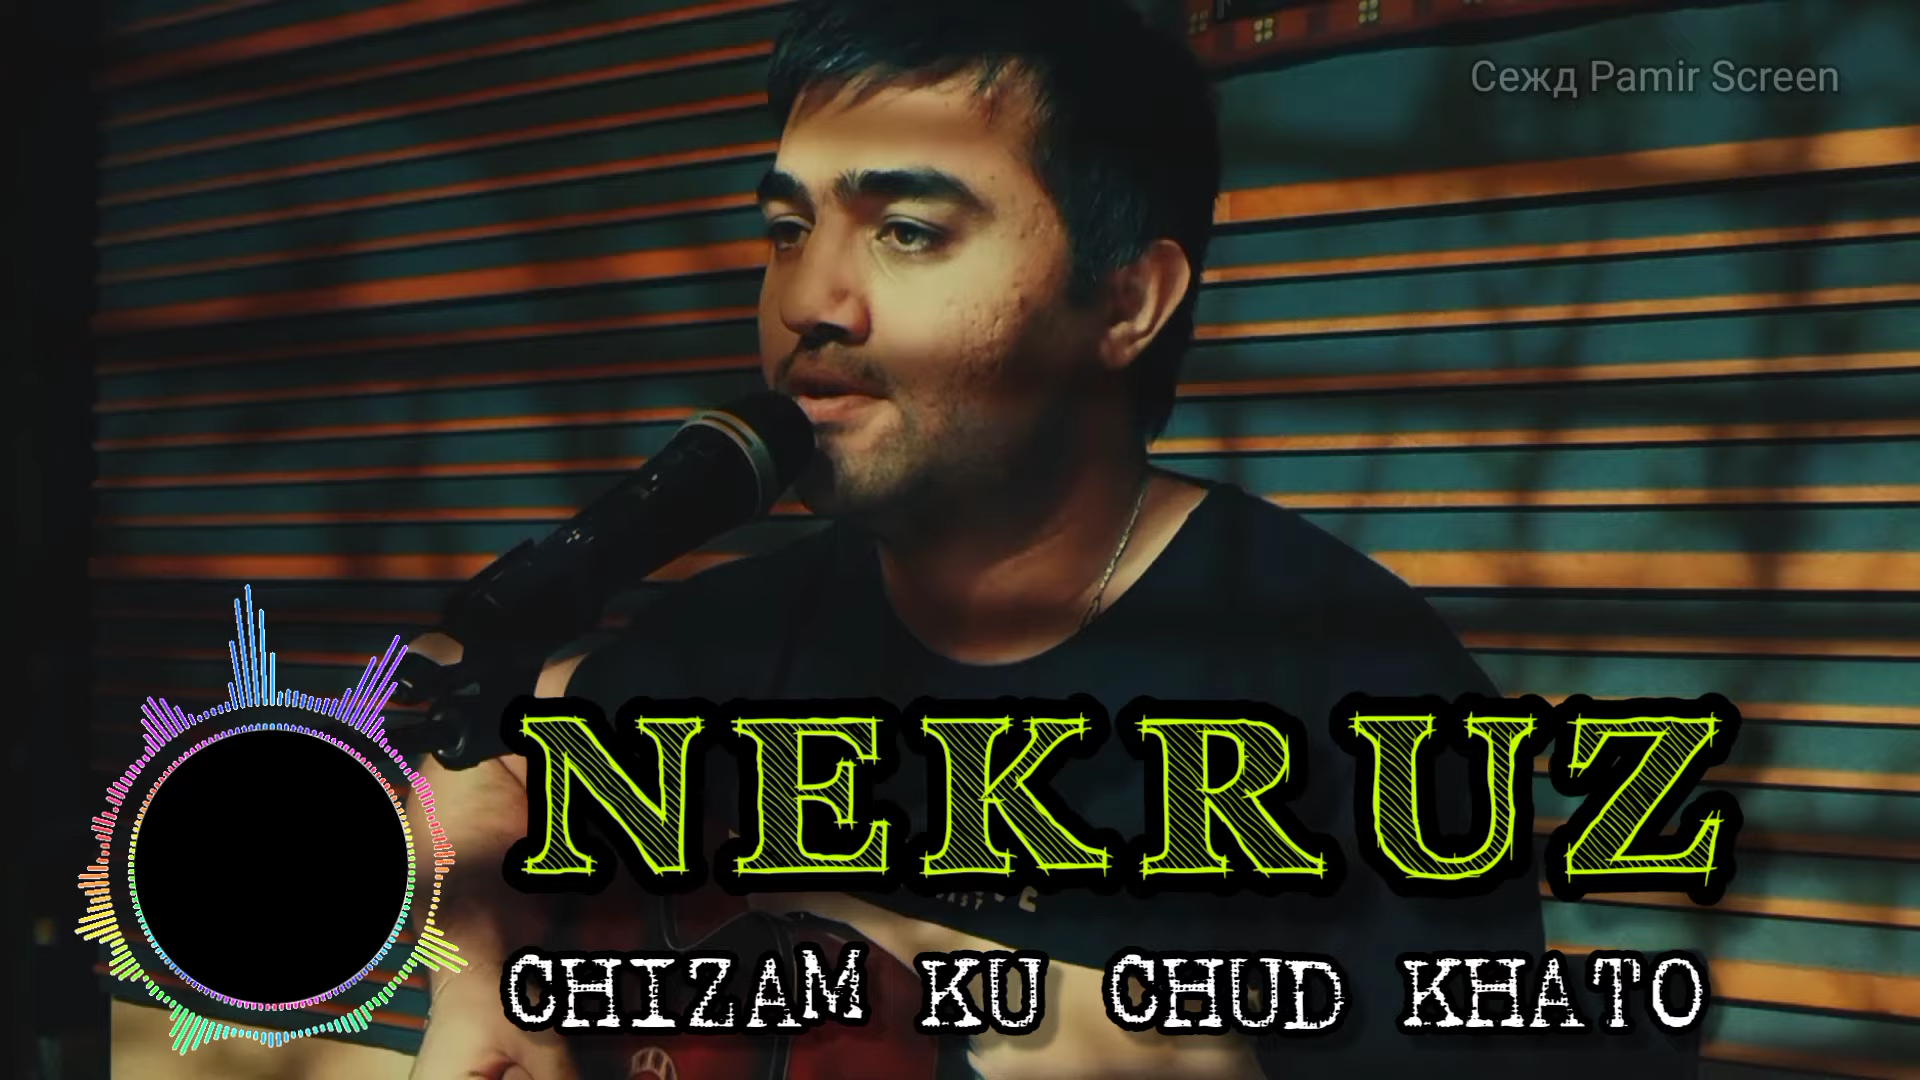 Сежд Pamir Screen
NEKRUZ
CHIZAM KU CHUD KHATO